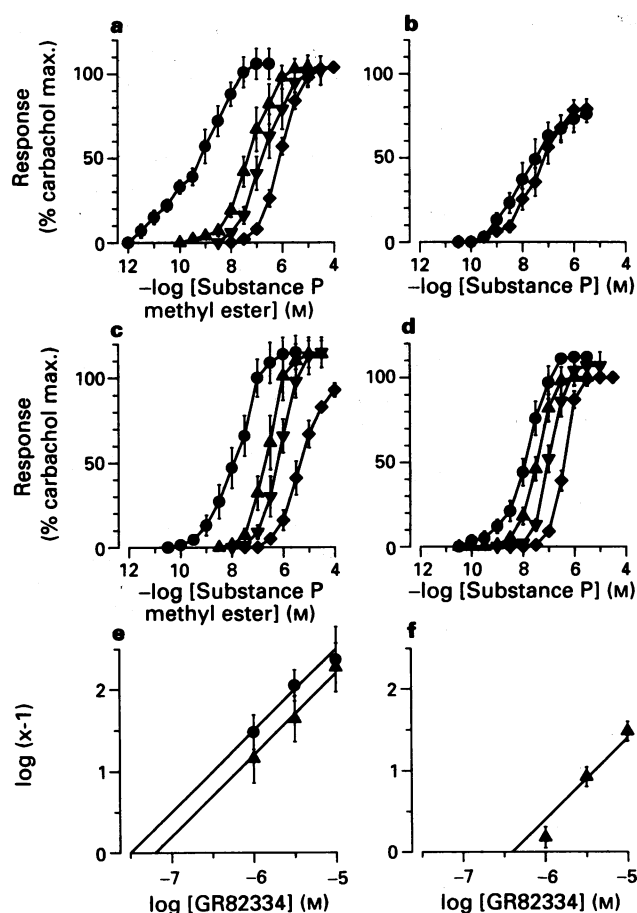 a
b
Response
(% carbachol max.)
100
50
0
12 10 8 6 4
–log [Substance P
methyl ester] (M)
12 10 8 6 4
–log [Substance P] (M)
c
d
Response
(% carbachol max.)
100
50
0
12 10 8 6 4
–log [Substance P
methyl ester] (M)
100
50
0
12 10 8 6 4
–log [Substance P] (M)
e
f
log (x-1)
2
1
0
–7 –6 –5
log [GR82334] (M)
2
1
0
–7 –6 –5
log [GR82334] (M)
100
50
0